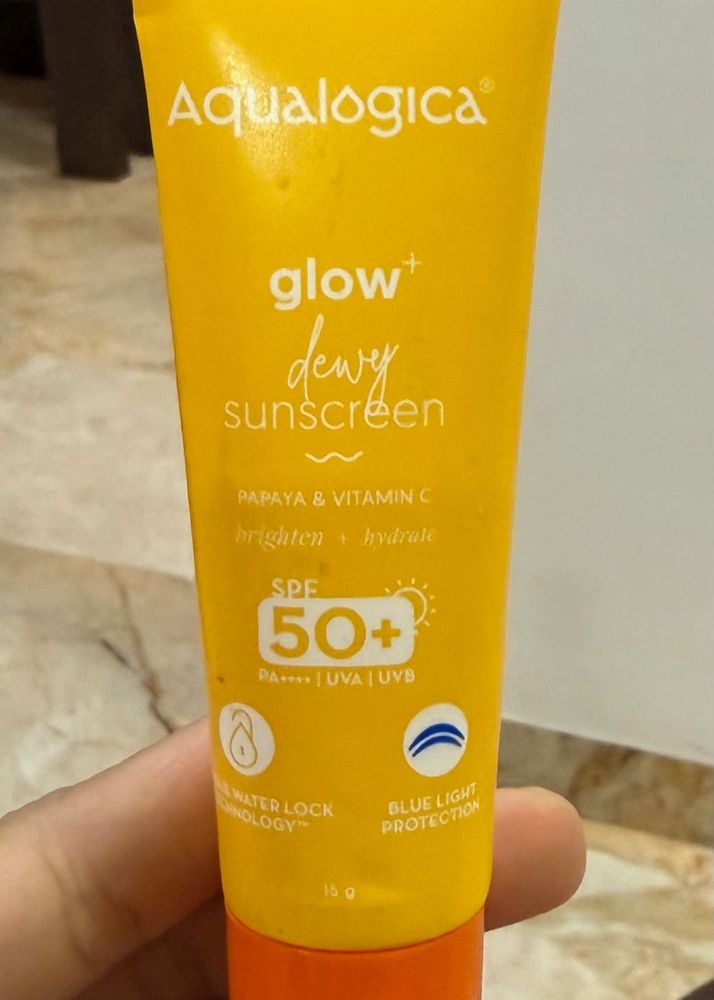 Aqualogica®
glow+
dewy
sunscreen
PAPAYA & VITAMIN C
brighten + hydrate
SPF
50+
PA++++ | UVA | UVB
WATER LOCK
BLUE LIGHT
PROTECTION
15 g